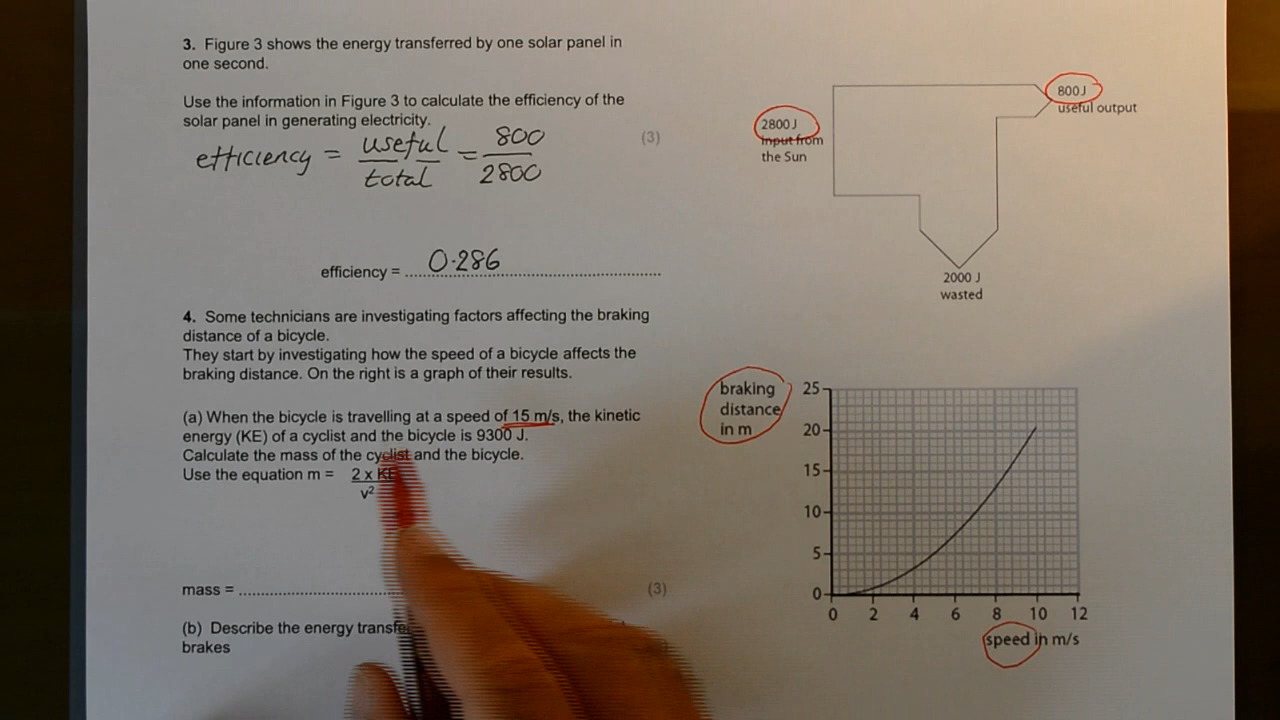 3. Figure 3 shows the energy transferred by one solar panel in
one second.
Use the information in Figure 3 to calculate the efficiency of the
solar panel in generating electricity.
(3)
efficiency = useful = 800
total 2800
efficiency = 0.286
2800 J
input from
the Sun
800 J
useful output
2000 J
wasted
4. Some technicians are investigating factors affecting the braking
distance of a bicycle.
They start by investigating how the speed of a bicycle affects the
braking distance. On the right is a graph of their results.
(a) When the bicycle is travelling at a speed of 15 m/s, the kinetic
energy (KE) of a cyclist and the bicycle is 9300 J.
Calculate the mass of the cyclist and the bicycle.
Use the equation m = 2 x KE
v²
mass =
(3)
(b) Describe the energy
brakes
braking
distance
in m
25
20
15
10
5
0
0 2 4 6 8 10 12
speed in m/s